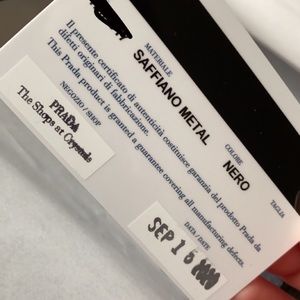 MATERIALE
SAFFIANO METAL
COLORE
NERO
TAGLIA
Il presente certificato di autenticità costituisce garanzia del prodotto Prada da
difetti originari di fabbricazione.
This Prada product is granted a guarantee covering all manufacturing defects.
NEGOZIO / SHOP
PRADA
The Shops at Crystals
DATA / DATE
SEP 15 2020